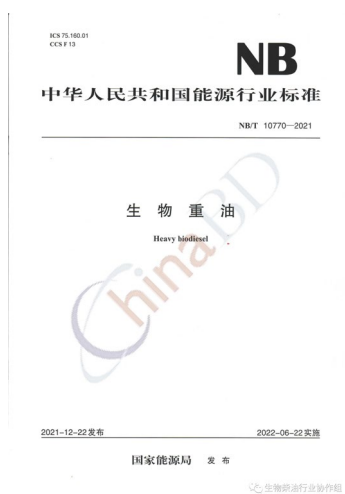 ICS 75.160.01
CCS F 13
NB
中华人民共和国能源行业标准
NB/T 10770—2021
生物重油
Heavy biodiesel
ChinaBD
2021-12-22发布
2022-06-22实施
国家能源局 发布
生物柴油行业协作组